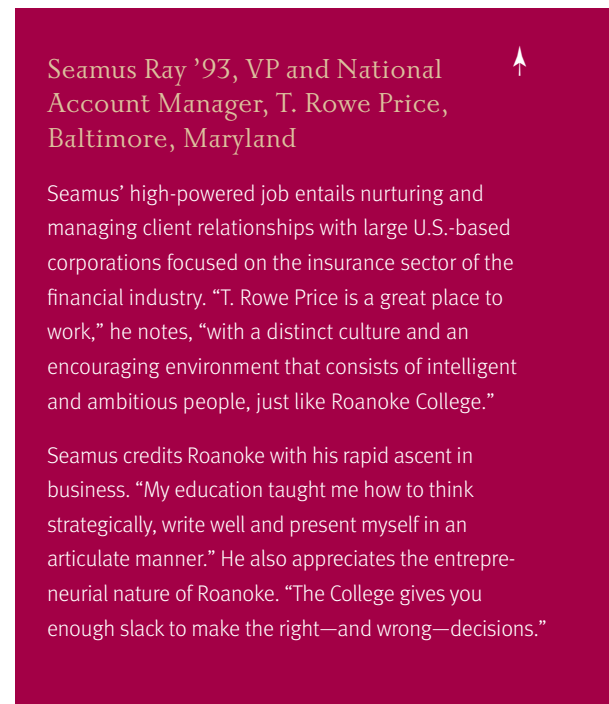 Seamus Ray ’93, VP and National
Account Manager, T. Rowe Price,
Baltimore, Maryland
Seamus’ high-powered job entails nurturing and
managing client relationships with large U.S.-based
corporations focused on the insurance sector of the
financial industry. “T. Rowe Price is a great place to
work,” he notes, “with a distinct culture and an
encouraging environment that consists of intelligent
and ambitious people, just like Roanoke College.”
Seamus credits Roanoke with his rapid ascent in
business. “My education taught me how to think
strategically, write well and present myself in an
articulate manner.” He also appreciates the entrepre-
neurial nature of Roanoke. “The College gives you
enough slack to make the right—and wrong—decisions.”